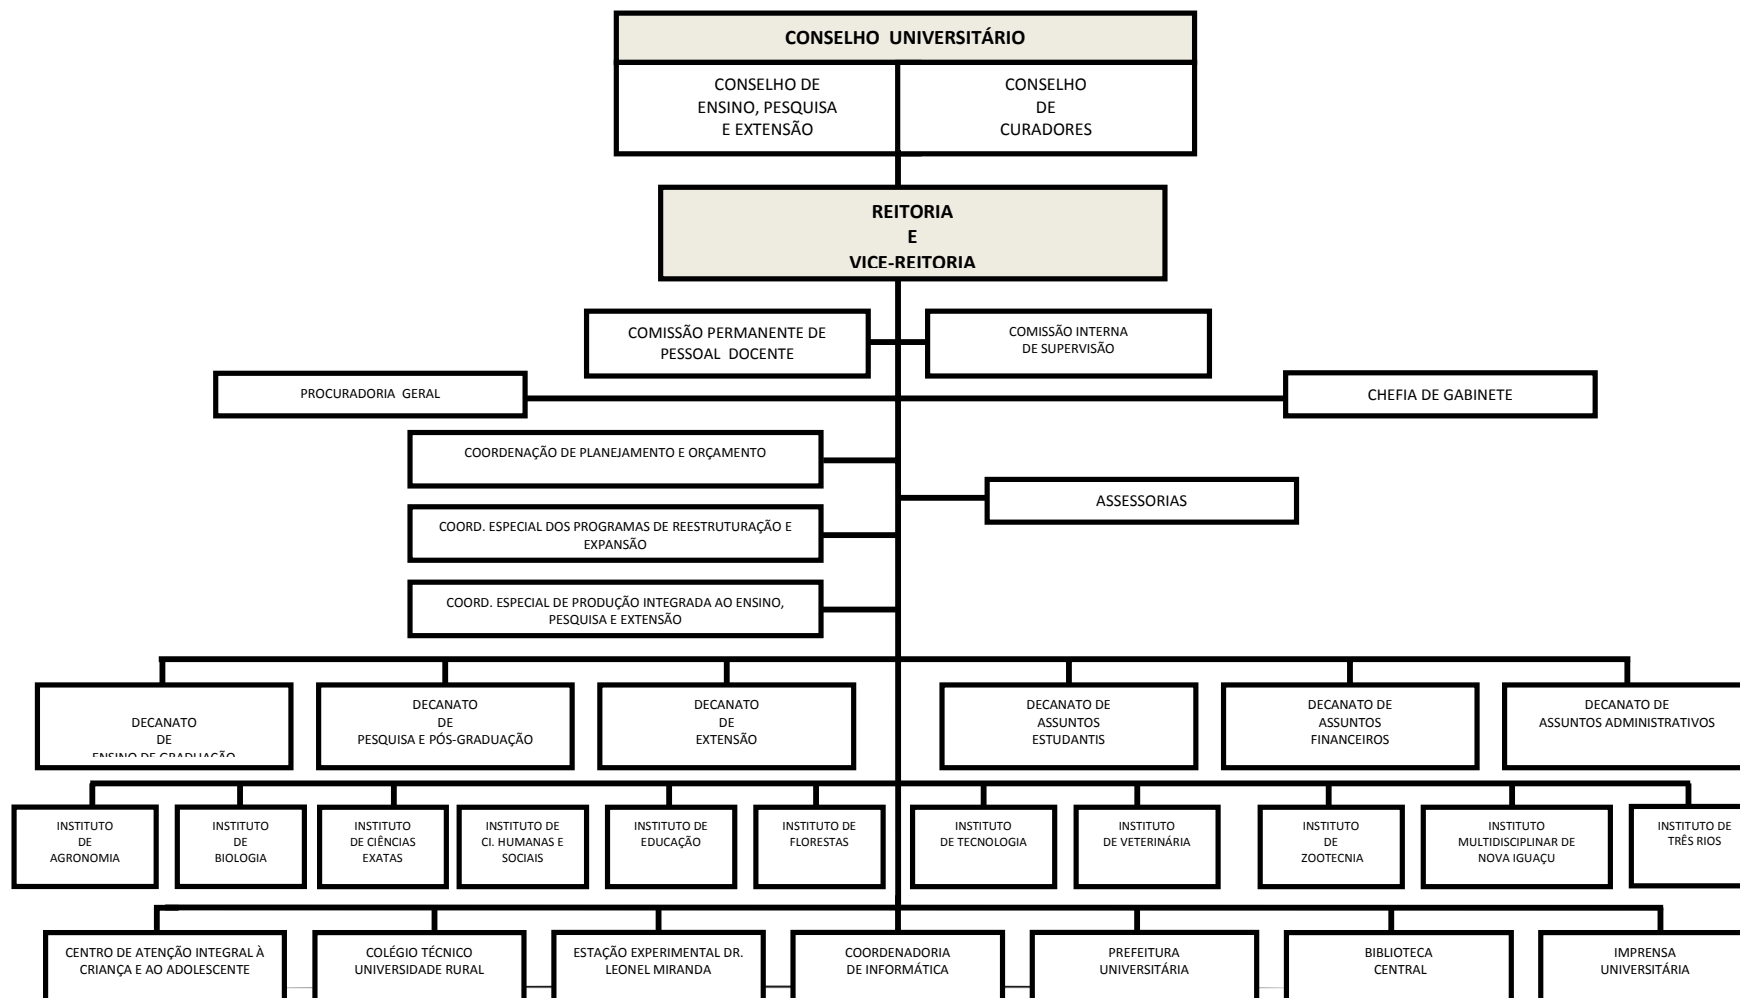 CONSELHO UNIVERSITÁRIO
CONSELHO DE
ENSINO, PESQUISA
E EXTENSÃO
CONSELHO
DE
CURADORES
REITORIA
E
VICE-REITORIA
COMISSÃO PERMANENTE DE
PESSOAL DOCENTE
COMISSÃO INTERNA
DE SUPERVISÃO
PROCURADORIA GERAL
CHEFIA DE GABINETE
COORDENAÇÃO DE PLANEJAMENTO E ORÇAMENTO
ASSESSORIAS
COORD. ESPECIAL DOS PROGRAMAS DE REESTRUTURAÇÃO E
EXPANSÃO
COORD. ESPECIAL DE PRODUÇÃO INTEGRADA AO ENSINO,
PESQUISA E EXTENSÃO
DECANATO
DE
ENSINO DE GRADUAÇÃO
DECANATO
DE
PESQUISA E PÓS-GRADUAÇÃO
DECANATO
DE
EXTENSÃO
DECANATO DE
ASSUNTOS
ESTUDANTIS
DECANATO DE
ASSUNTOS
FINANCEIROS
DECANATO DE
ASSUNTOS ADMINISTRATIVOS
INSTITUTO
DE
AGRONOMIA
INSTITUTO
DE
BIOLOGIA
INSTITUTO
DE CIÊNCIAS
EXATAS
INSTITUTO DE
CI. HUMANAS E
SOCIAIS
INSTITUTO DE
EDUCAÇÃO
INSTITUTO DE
FLORESTAS
INSTITUTO
DE TECNOLOGIA
INSTITUTO
DE VETERINÁRIA
INSTITUTO
DE
ZOOTECNIA
INSTITUTO
MULTIDISCIPLINAR DE
NOVA IGUAÇU
INSTITUTO DE
TRÊS RIOS
CENTRO DE ATENÇÃO INTEGRAL À
CRIANÇA E AO ADOLESCENTE
COLÉGIO TÉCNICO
UNIVERSIDADE RURAL
ESTAÇÃO EXPERIMENTAL DR.
LEONEL MIRANDA
COORDENADORIA
DE INFORMÁTICA
PREFEITURA
UNIVERSITÁRIA
BIBLIOTECA
CENTRAL
IMPRENSA
UNIVERSITÁRIA